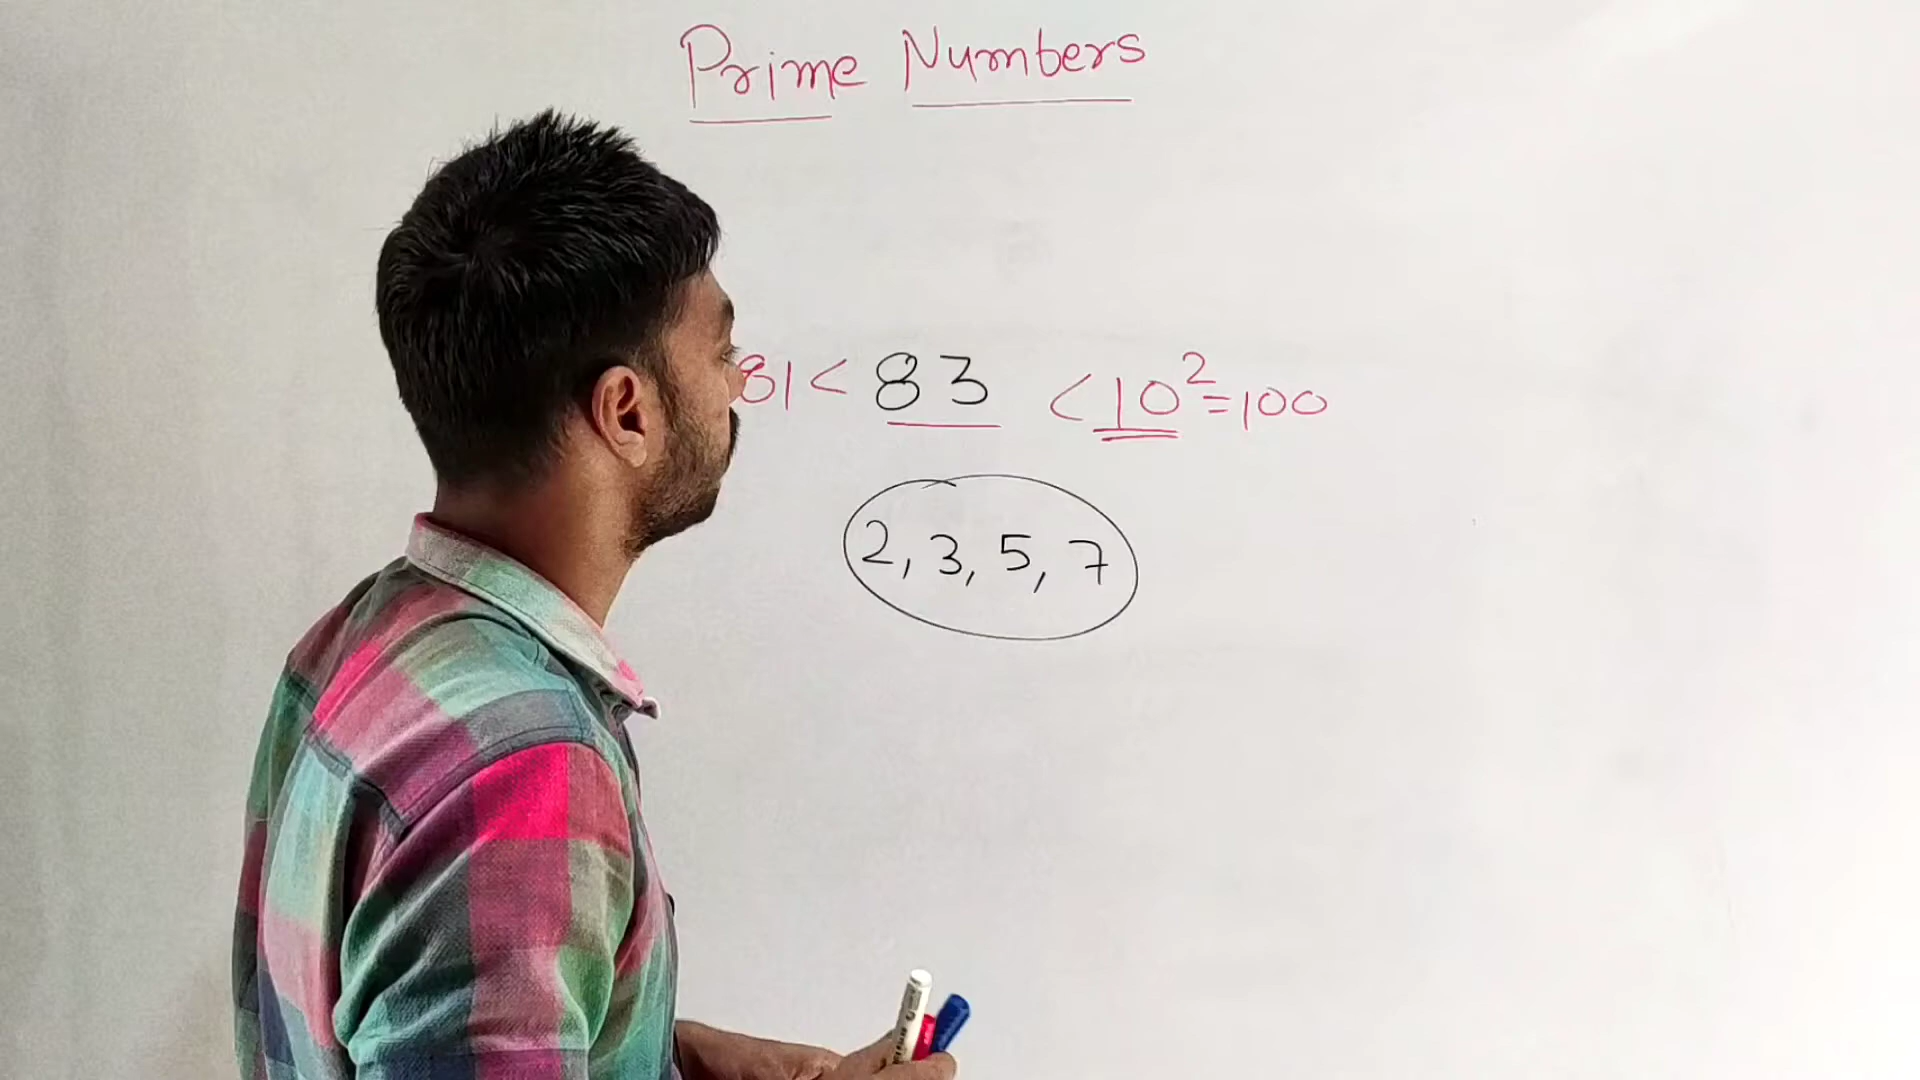 Prime Numbers
81 < 83 < 10² = 100
2, 3, 5, 7